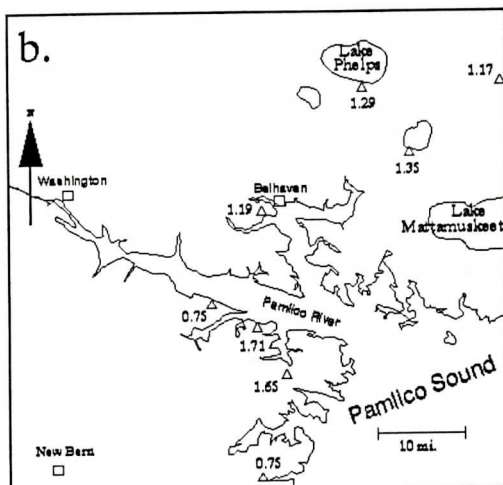 b.
Lake
Phelps
1.17
1.29
N
1.35
Washington
Belhaven
1.19
Lake
Mattamuskeet
0.75
Pamlico River
1.71
1.65
Pamlico Sound
New Bern
0.75
10 mi.